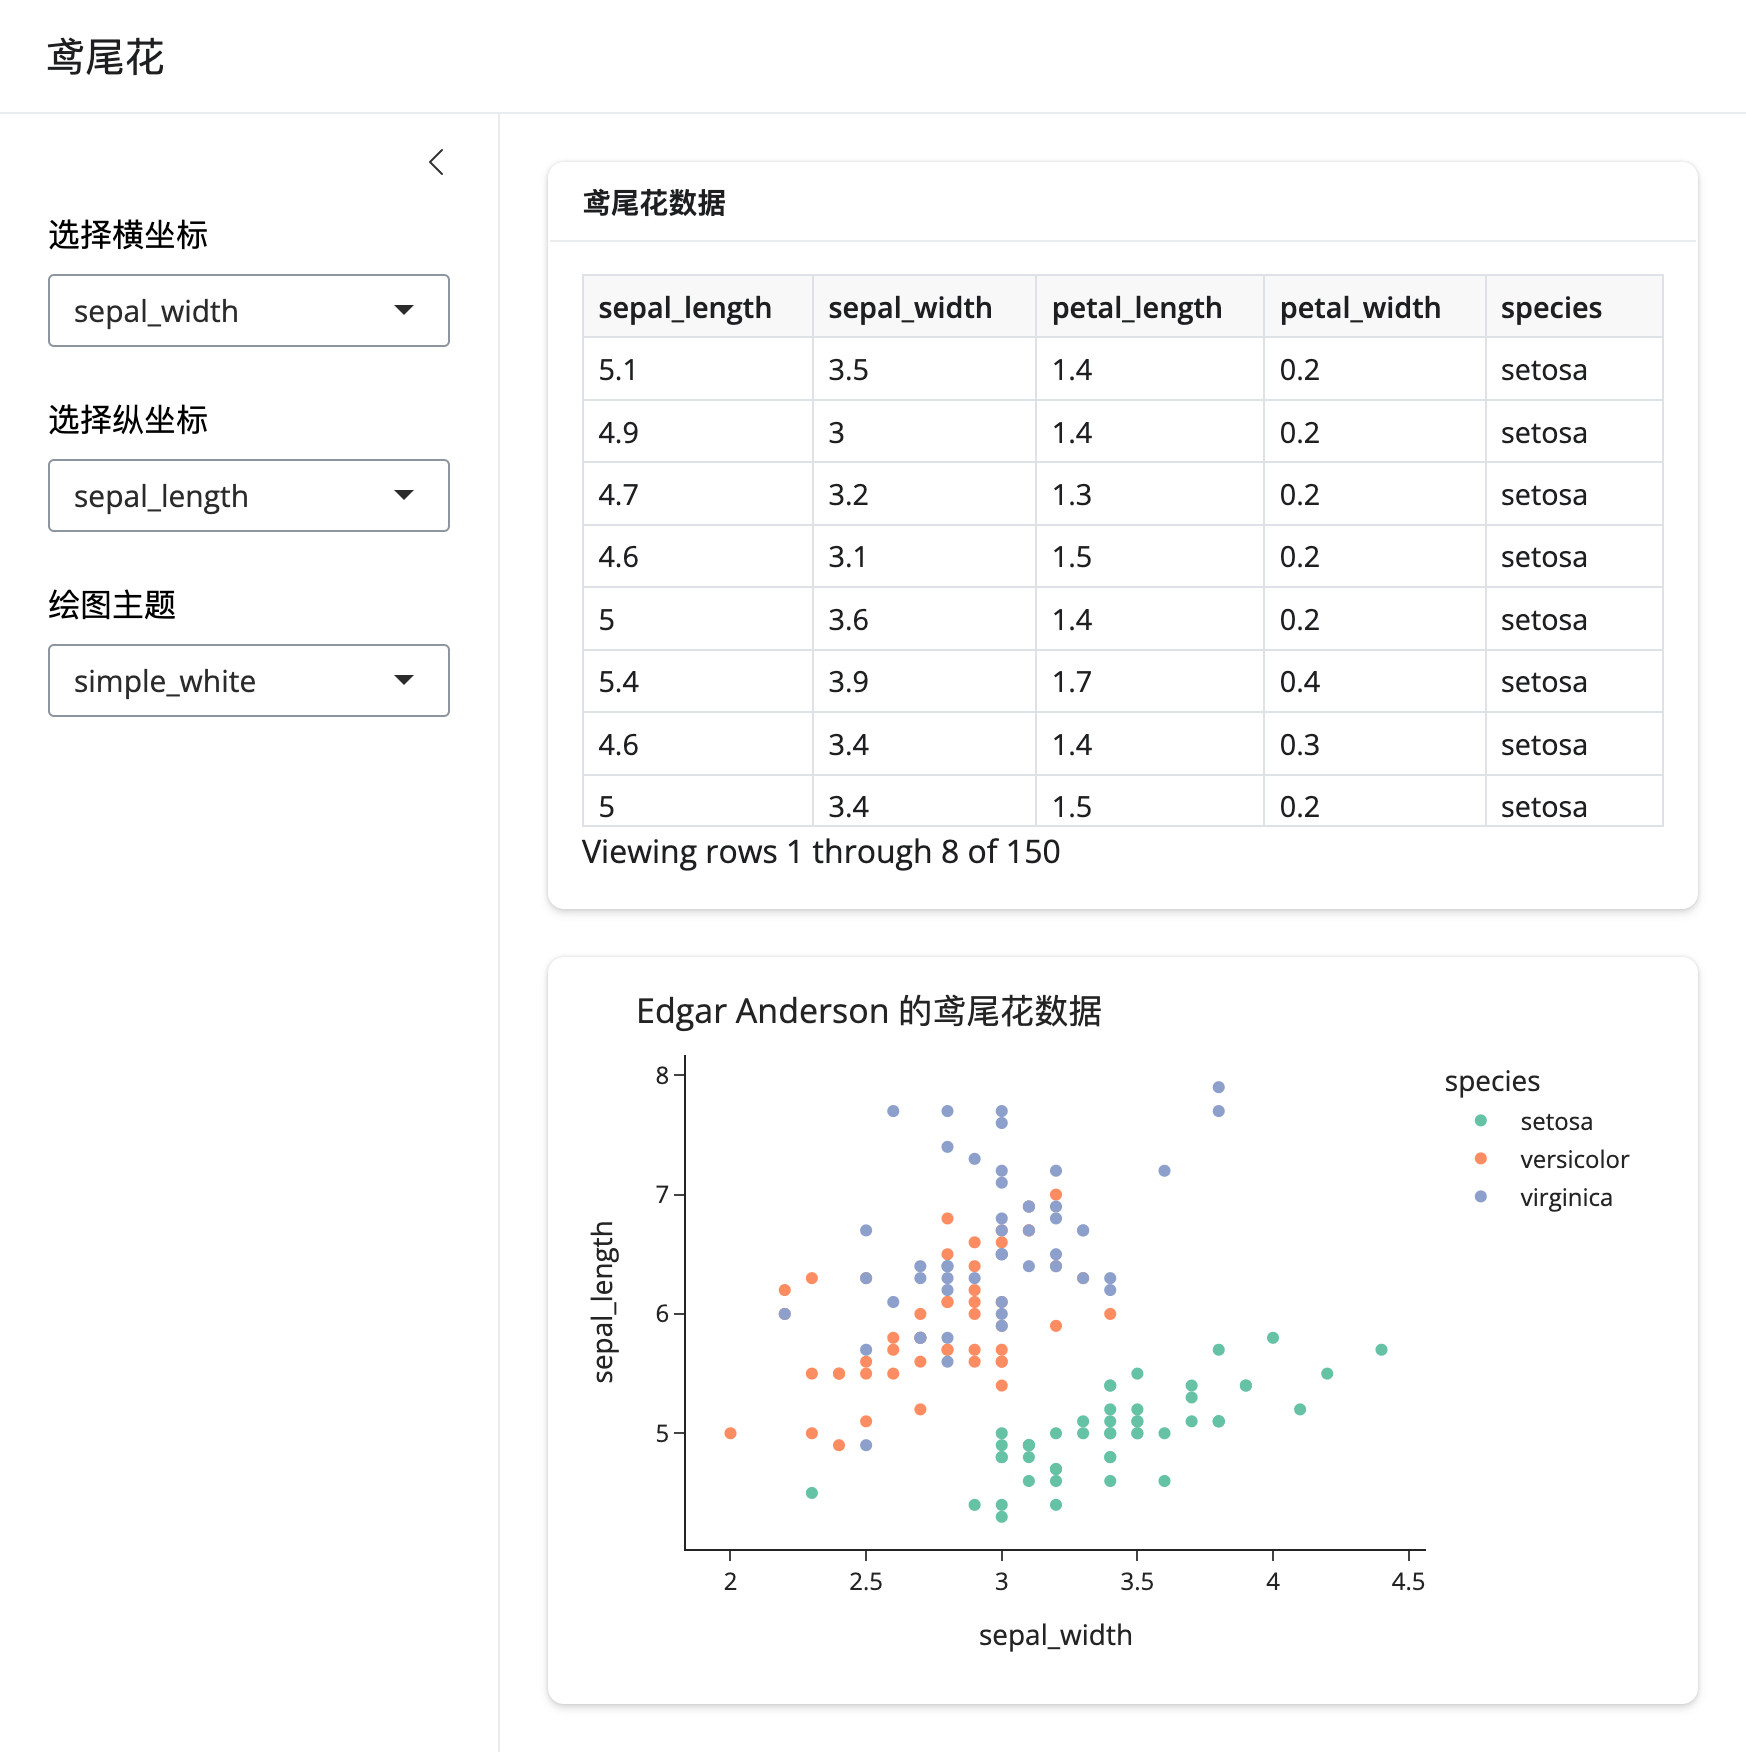 鸢尾花
选择横坐标
sepal_width
选择纵坐标
sepal_length
绘图主题
simple_white
鸢尾花数据
sepal_length sepal_width petal_length petal_width species
5.1 3.5 1.4 0.2 setosa
4.9 3 1.4 0.2 setosa
4.7 3.2 1.3 0.2 setosa
4.6 3.1 1.5 0.2 setosa
5 3.6 1.4 0.2 setosa
5.4 3.9 1.7 0.4 setosa
4.6 3.4 1.4 0.3 setosa
5 3.4 1.5 0.2 setosa
Viewing rows 1 through 8 of 150
Edgar Anderson 的鸢尾花数据
8
7
6
5
sepal_length
2 2.5 3 3.5 4 4.5
sepal_width
species
setosa
versicolor
virginica